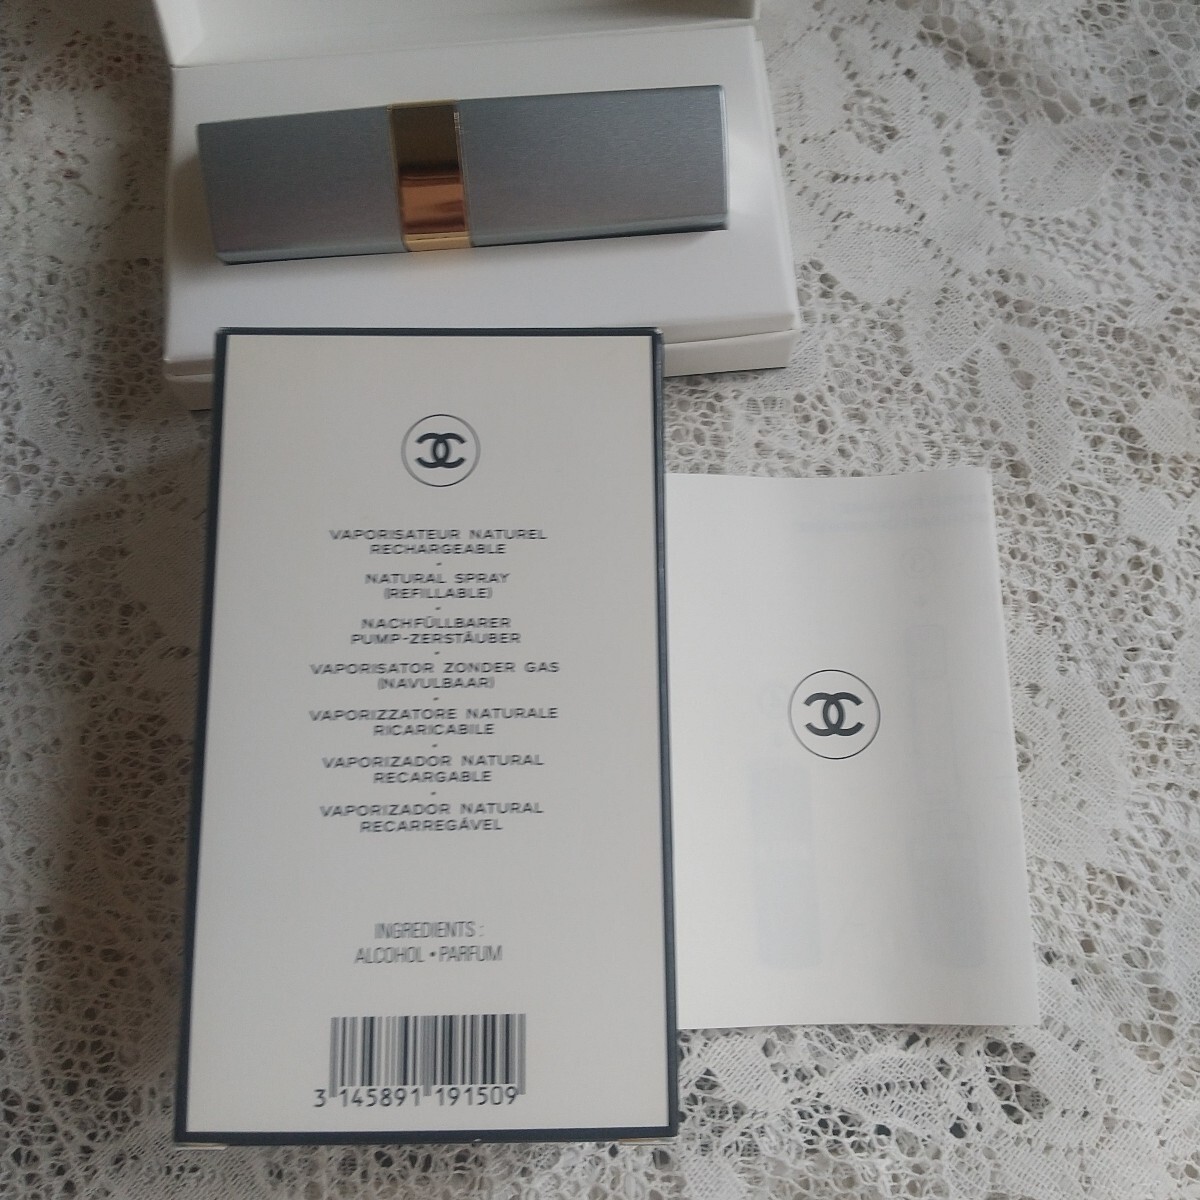 VAPORISATEUR NATUREL
RECHARGEABLE
•
NATURAL SPRAY
(REFILLABLE)
•
NACHFÜLLBARER
PUMP-ZERSTÄUBER
•
VAPORISATOR ZONDER GAS
(NAVULBAAR)
•
VAPORIZZATORE NATURALE
RICARICABILE
•
VAPORIZADOR NATURAL
RECARGABLE
•
VAPORIZADOR NATURAL
RECARREGÁVEL
INGREDIENTS :
ALCOHOL • PARFUM
3 145891 191509